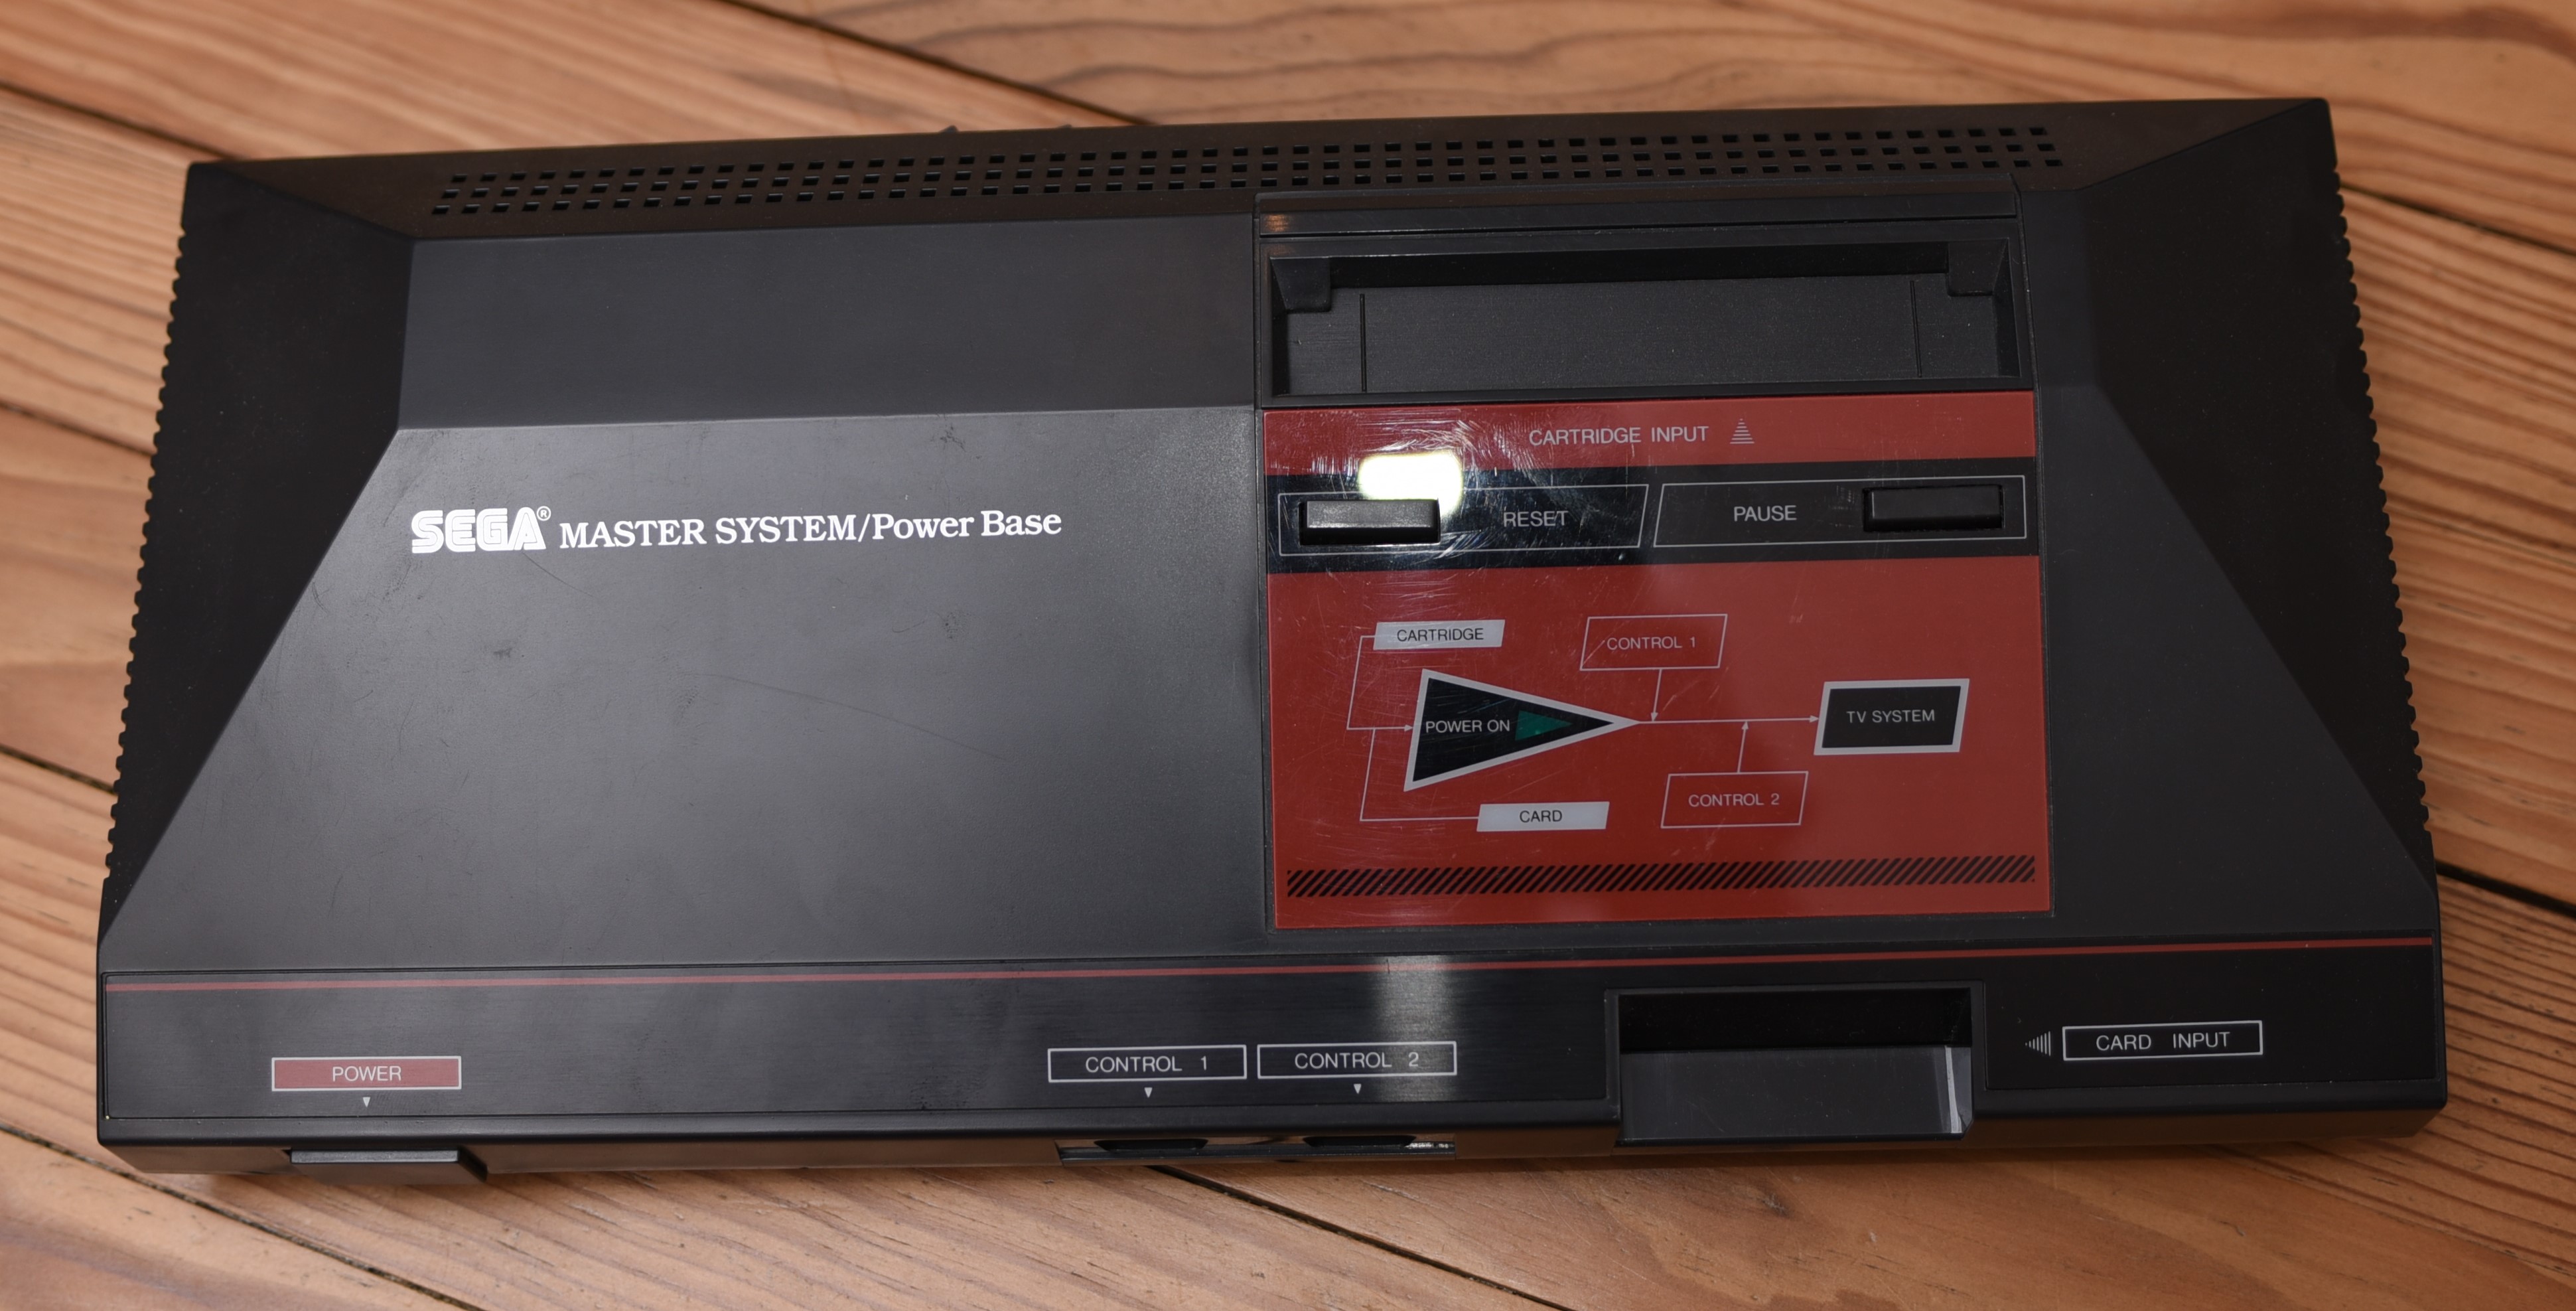 SEGA® MASTER SYSTEM/Power Base
CARTRIDGE INPUT
RESET
PAUSE
CARTRIDGE
CONTROL 1
POWER ON
TV SYSTEM
CONTROL 2
CARD
POWER
CONTROL 1
CONTROL 2
CARD INPUT